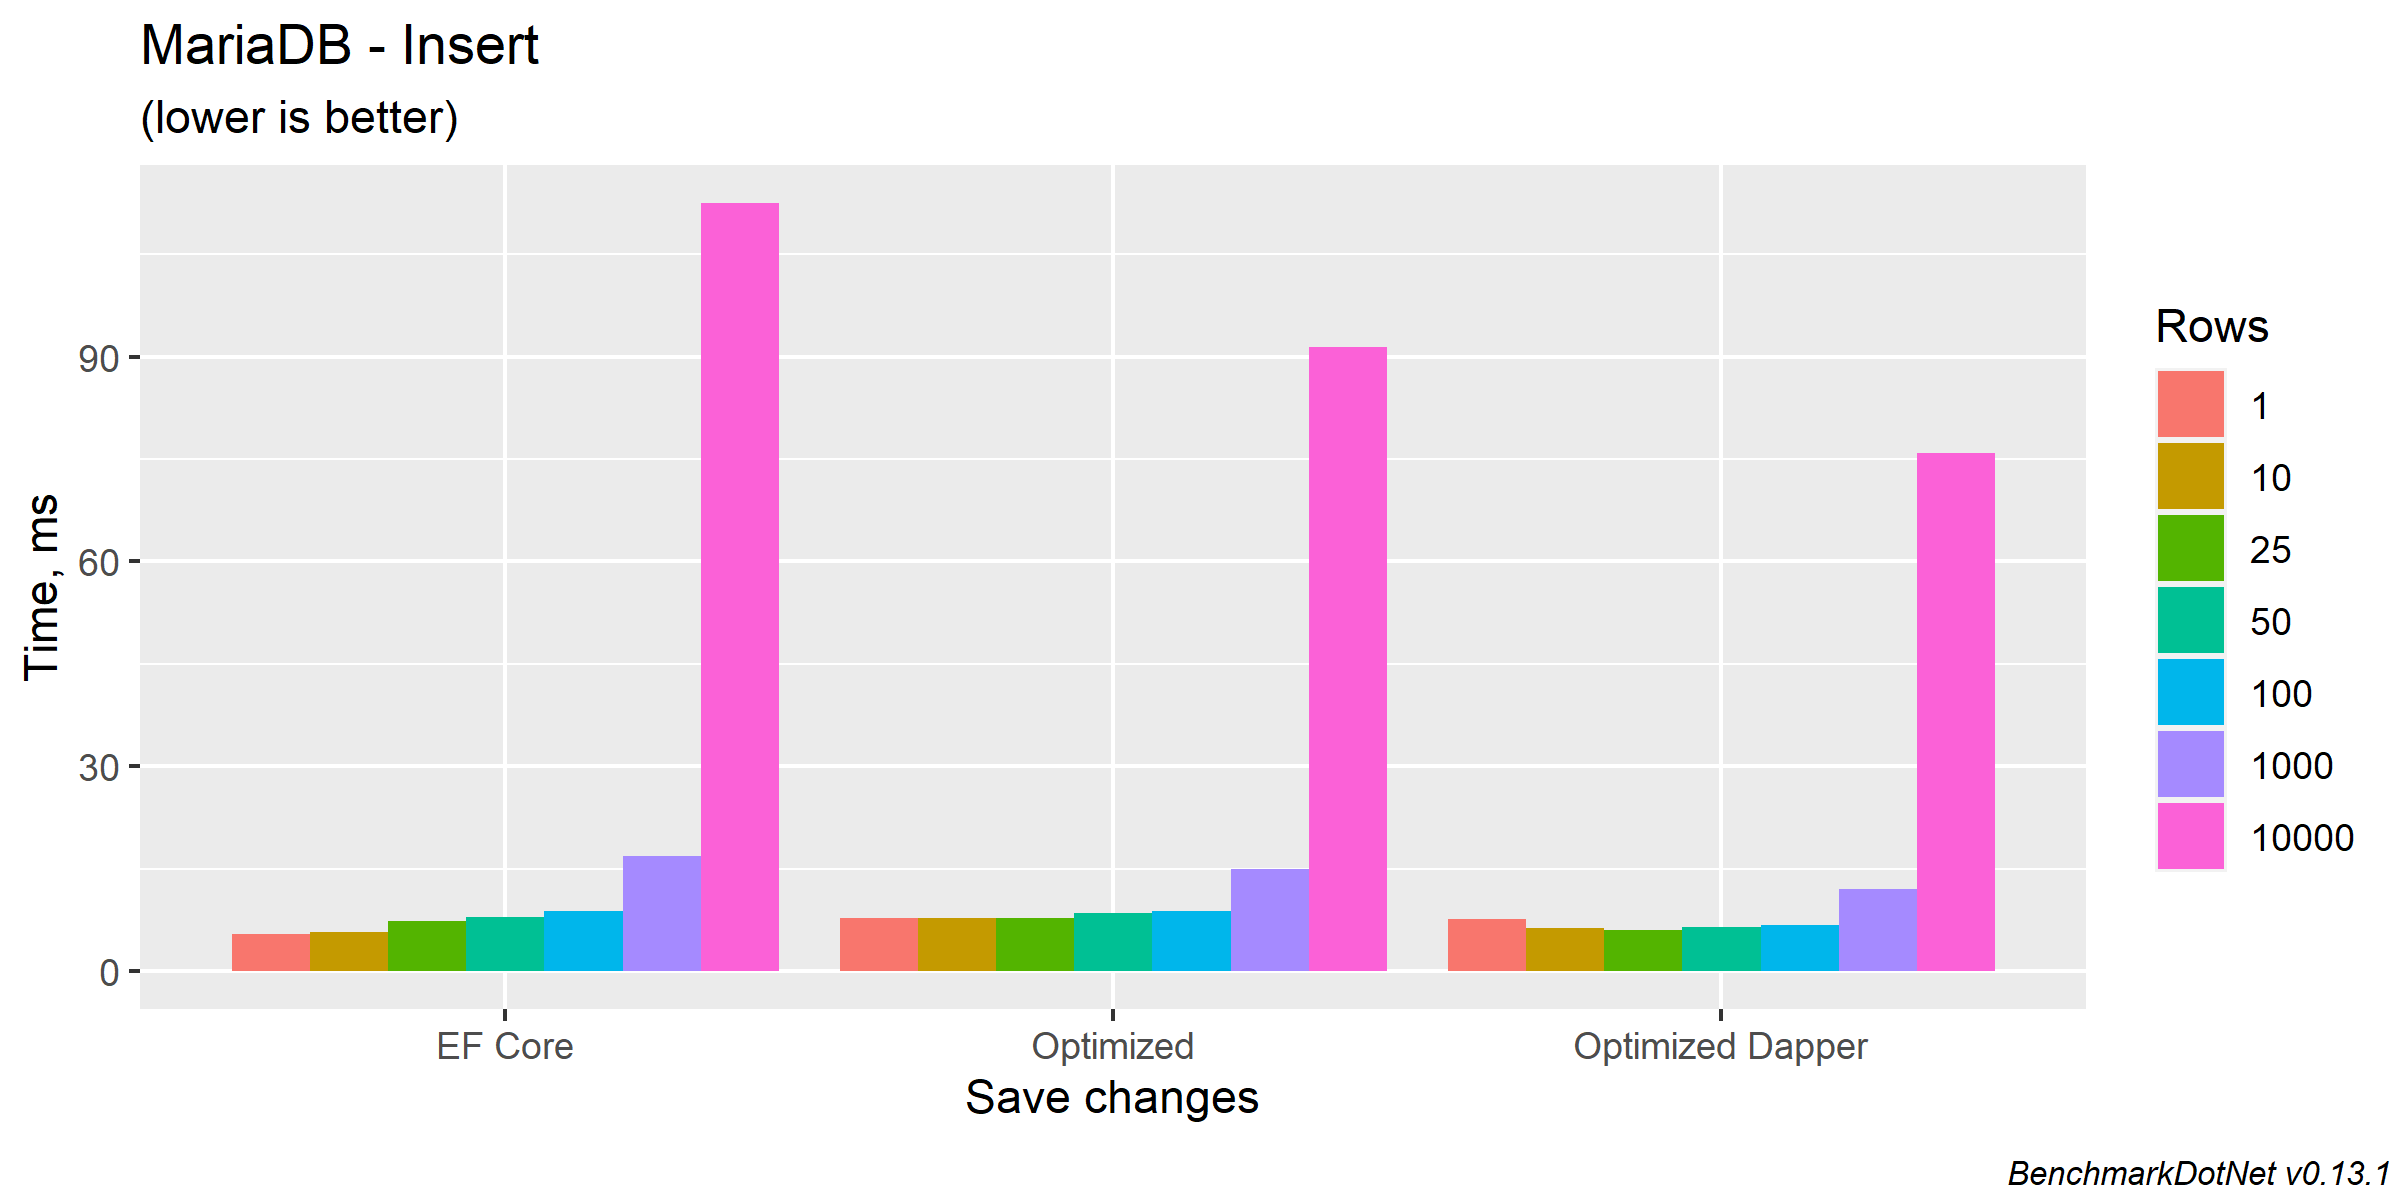 MariaDB - Insert
(lower is better)
Time, ms
90
60
30
0
EF Core
Optimized
Optimized Dapper
Save changes
Rows
1
10
25
50
100
1000
10000
BenchmarkDotNet v0.13.1